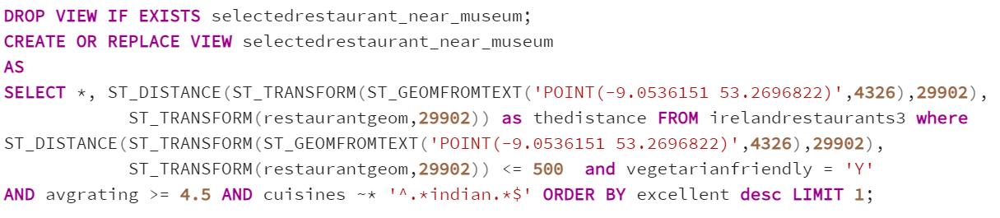 DROP VIEW IF EXISTS selectedrestaurant_near_museum;
CREATE OR REPLACE VIEW selectedrestaurant_near_museum
AS
SELECT *, ST_DISTANCE(ST_TRANSFORM(ST_GEOMFROMTEXT('POINT(-9.0536151 53.2696822)',4326),29902),
ST_TRANSFORM(restaurantgeom,29902)) as thedistance FROM irelandrestaurants3 where
ST_DISTANCE(ST_TRANSFORM(ST_GEOMFROMTEXT('POINT(-9.0536151 53.2696822)',4326),29902),
ST_TRANSFORM(restaurantgeom,29902)) <= 500 and vegetarianfriendly = 'Y'
AND avgrating >= 4.5 AND cuisines ~* '^.*indian.*$' ORDER BY excellent desc LIMIT 1;